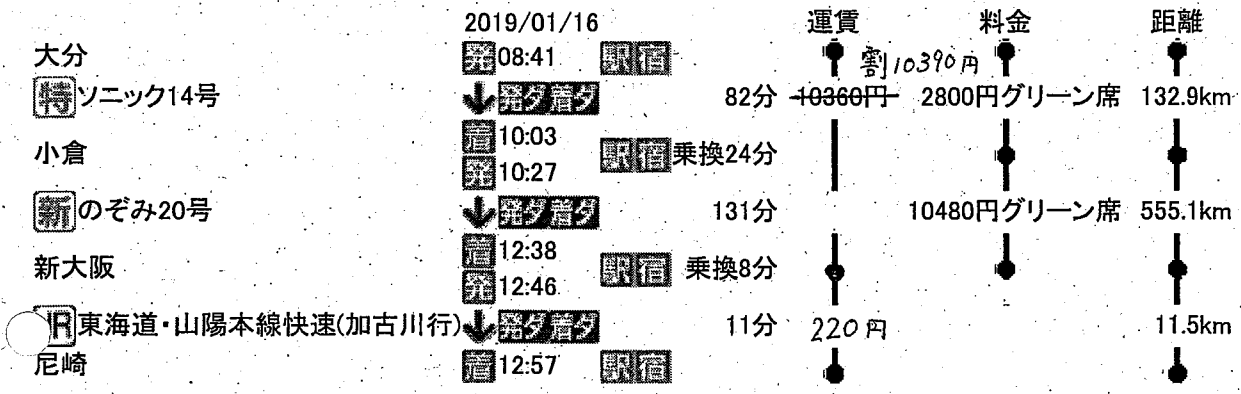 2019/01/16 運賃 料金 距離
大分 発08:41 駅宿
割10390円
特ソニック14号 ↓発ダ着ダ 82分 10360円 2800円グリーン席 132.9km
着10:03
小倉 駅宿乗換24分
発10:27
新のぞみ20号 ↓発ダ着ダ 131分 10480円グリーン席 555.1km
着12:38
新大阪 駅宿 乗換8分
発12:46
JR東海道・山陽本線快速(加古川行)↓発ダ着ダ 11分 220円 11.5km
尼崎 着12:57 駅宿